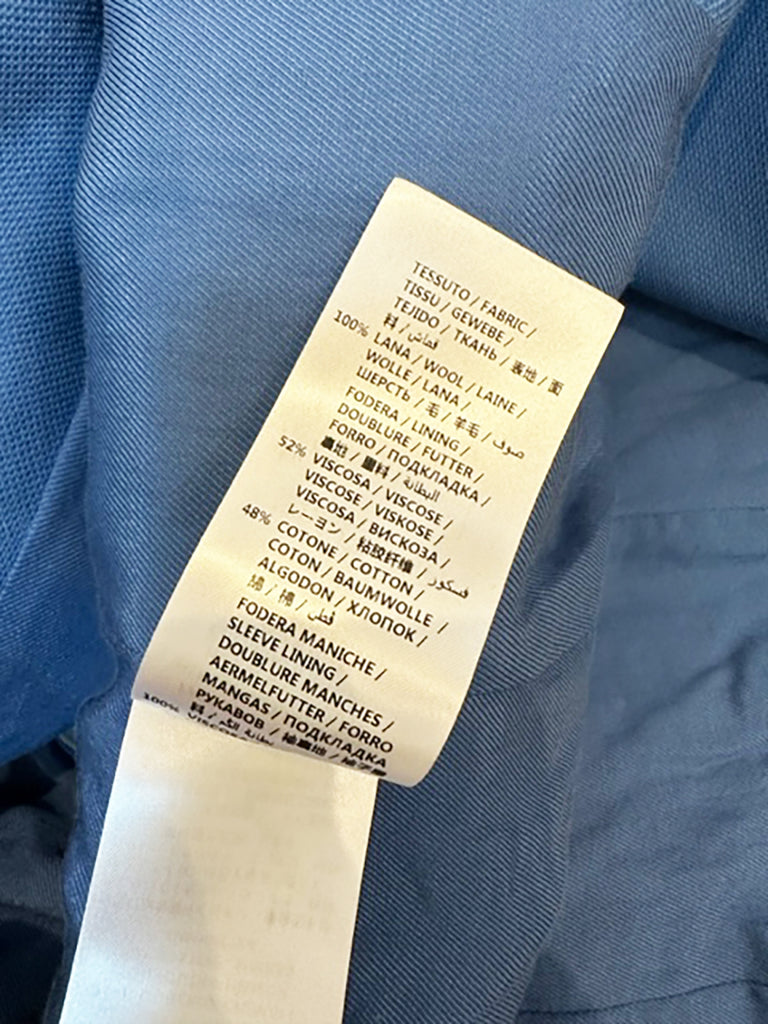 TESSUTO / FABRIC /
TISSU / GEWEBE /
TEJIDO / ТКАНЬ / 表地 / 面
料 / قماش
100% LANA / WOOL / LAINE /
WOLLE / LANA /
ШЕРСТЬ / 毛 / 羊毛 / صوف
FODERA / LINING /
DOUBLURE / FUTTER /
FORRO / ПОДКЛАДКА /
裏地 / 里料 / البطانة
52% VISCOSA / VISCOSE /
VISCOSE / VISKOSE /
VISCOSA / ВИСКОЗА /
レーヨン / 粘胶纤维 / فسكوز
48% COTONE / COTTON /
COTON / BAUMWOLLE /
ALGODON / ХЛОПОК /
綿 / 棉 / قطن
FODERA MANICHE /
SLEEVE LINING /
DOUBLURE MANCHES /
AERMELFUTTER / FORRO
MANGAS / ПОДКЛАДКА
РУКАВОВ / 袖裏地 /
料 / بطانة
100%